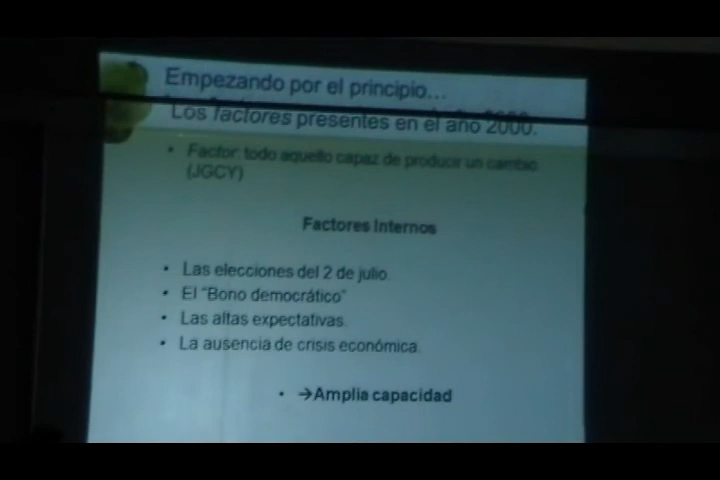 Empezando por el principio...
Los factores presentes en el año 2000.
• Factor: todo aquello capaz de producir un cambio
(JGCY)
Factores Internos
• Las elecciones del 2 de julio.
• El "Bono democrático"
• Las altas expectativas.
• La ausencia de crisis económica.
• →Amplia capacidad